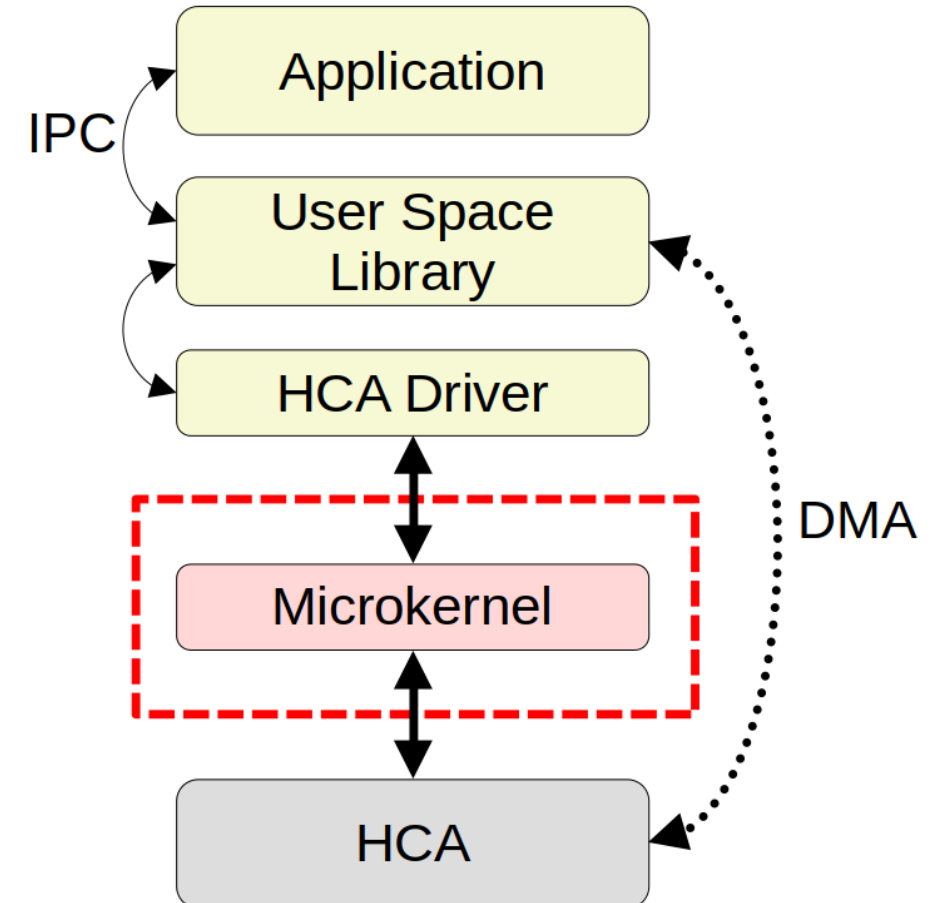 Application
IPC
User Space
Library
HCA Driver
DMA
Microkernel
HCA